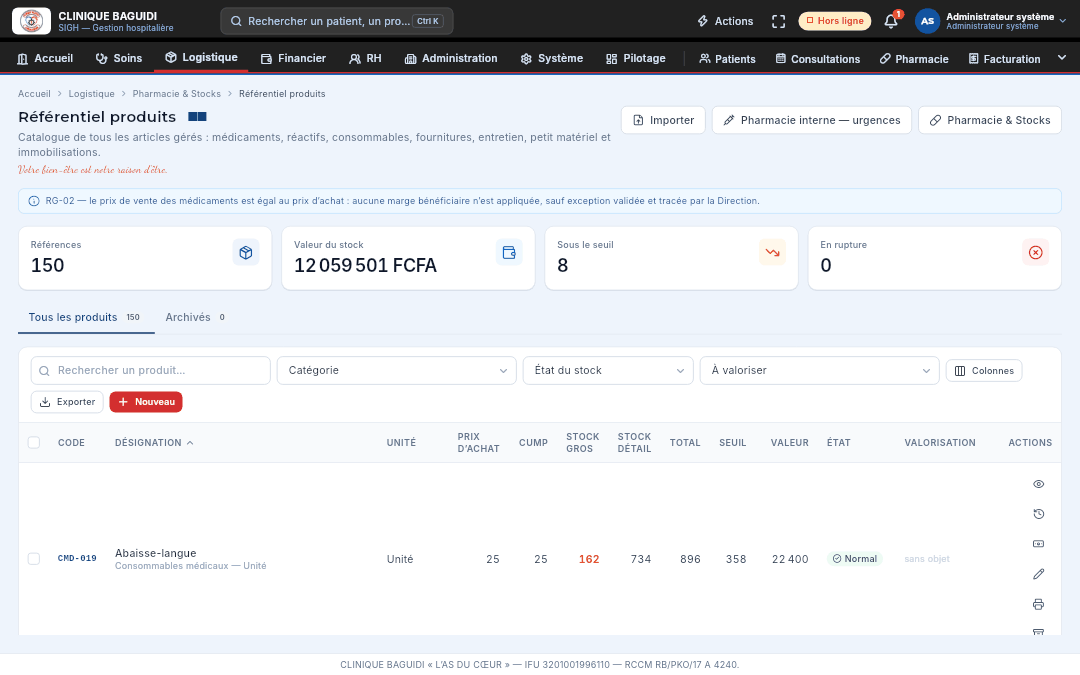 CLINIQUE BAGUIDI
SIGH — Gestion hospitalière
Rechercher un patient, un pro... Ctrl K
Actions
Hors ligne
1
AS
Administrateur système
Administrateur système
Accueil
Soins
Logistique
Financier
RH
Administration
Système
Pilotage
Patients
Consultations
Pharmacie
Facturation
Accueil > Logistique > Pharmacie & Stocks > Référentiel produits
Référentiel produits
Catalogue de tous les articles gérés : médicaments, réactifs, consommables, fournitures, entretien, petit matériel et
immobilisations.
Votre bien-être est notre raison d'être.
Importer
Pharmacie interne — urgences
Pharmacie & Stocks
RG-02 — le prix de vente des médicaments est égal au prix d'achat : aucune marge bénéficiaire n'est appliquée, sauf exception validée et tracée par la Direction.
Références
150
Valeur du stock
12 059 501 FCFA
Sous le seuil
8
En rupture
0
Tous les produits 150
Archivés 0
Rechercher un produit...
Catégorie
État du stock
À valoriser
Colonnes
Exporter
Nouveau
CODE
DÉSIGNATION
UNITÉ
PRIX
D'ACHAT
CUMP
STOCK
GROS
STOCK
DÉTAIL
TOTAL
SEUIL
VALEUR
ÉTAT
VALORISATION
ACTIONS
CMD-019
Abaisse-langue
Consommables médicaux — Unité
Unité
25
25
162
734
896
358
22 400
Normal
sans objet
CLINIQUE BAGUIDI « L'AS DU CŒUR » — IFU 3201001996110 — RCCM RB/PKO/17 A 4240.